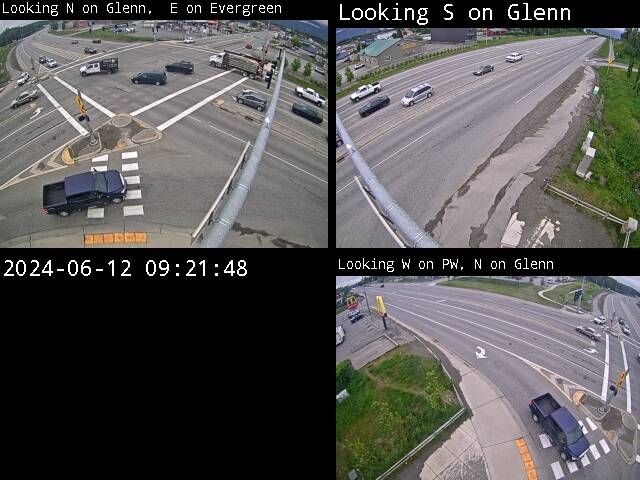 Looking N on Glenn,  E on Evergreen
Looking S on Glenn
2024-06-12 09:21:48
Looking W on PW, N on Glenn